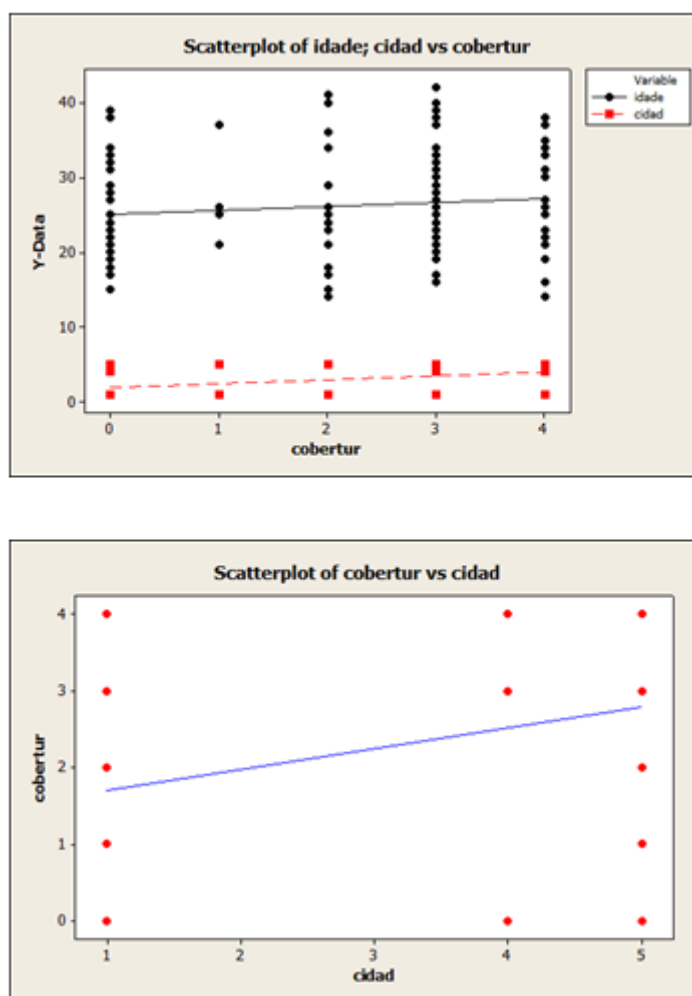 Scatterplot of idade; cidad vs cobertur
Variable
idade
cidad
40
30
20
10
0
Y-Data
0 1 2 3 4
cobertur
Scatterplot of cobertur vs cidad
4
3
2
1
0
cobertur
1 2 3 4 5
cidad